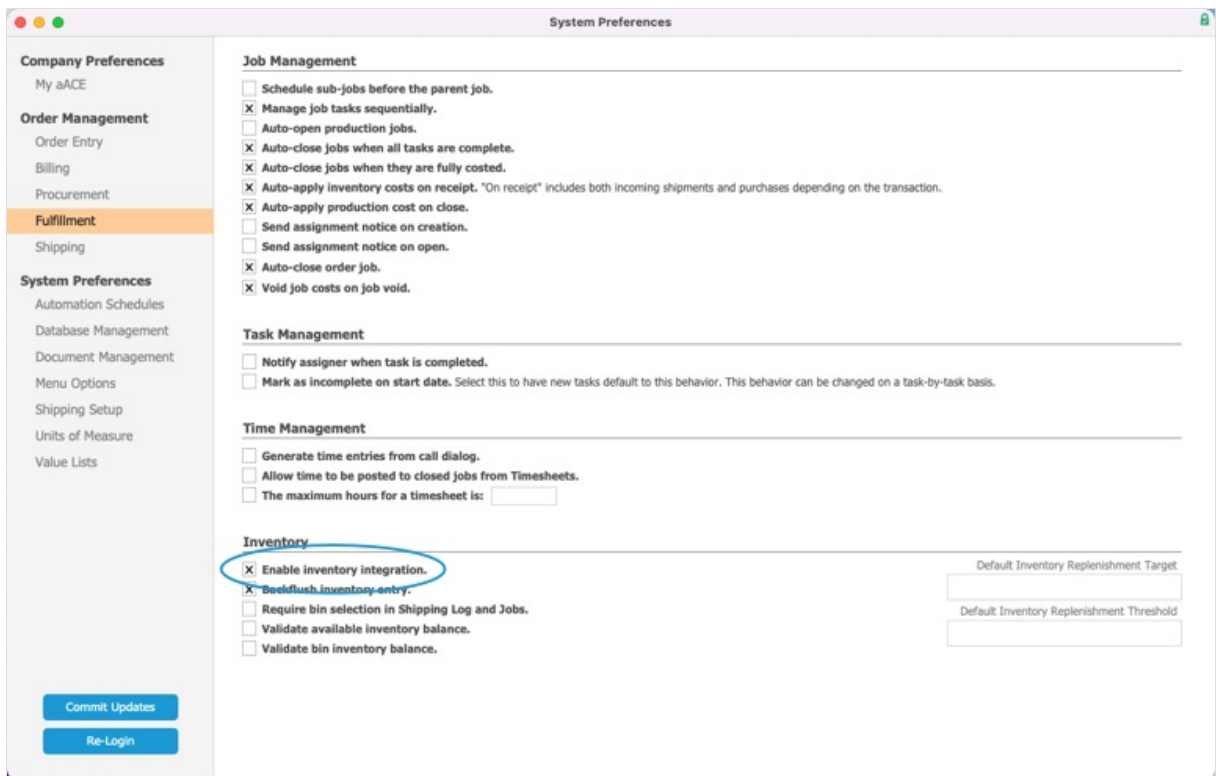 System Preferences
Company Preferences
My aACE
Order Management
Order Entry
Billing
Procurement
Fulfillment
Shipping
System Preferences
Automation Schedules
Database Management
Document Management
Menu Options
Shipping Setup
Units of Measure
Value Lists
Commit Updates
Re-Login
Job Management
Schedule sub-jobs before the parent job.
X Manage job tasks sequentially.
Auto-open production jobs.
X Auto-close jobs when all tasks are complete.
X Auto-close jobs when they are fully costed.
X Auto-apply inventory costs on receipt. "On receipt" includes both incoming shipments and purchases depending on the transaction.
X Auto-apply production cost on close.
Send assignment notice on creation.
Send assignment notice on open.
X Auto-close order job.
X Void job costs on job void.
Task Management
Notify assigner when task is completed.
Mark as incomplete on start date. Select this to have new tasks default to this behavior. This behavior can be changed on a task-by-task basis.
Time Management
Generate time entries from call dialog.
Allow time to be posted to closed jobs from Timesheets.
The maximum hours for a timesheet is:
Inventory
X Enable inventory integration.
X Backflush inventory entry.
Require bin selection in Shipping Log and Jobs.
Validate available inventory balance.
Validate bin inventory balance.
Default Inventory Replenishment Target
Default Inventory Replenishment Threshold